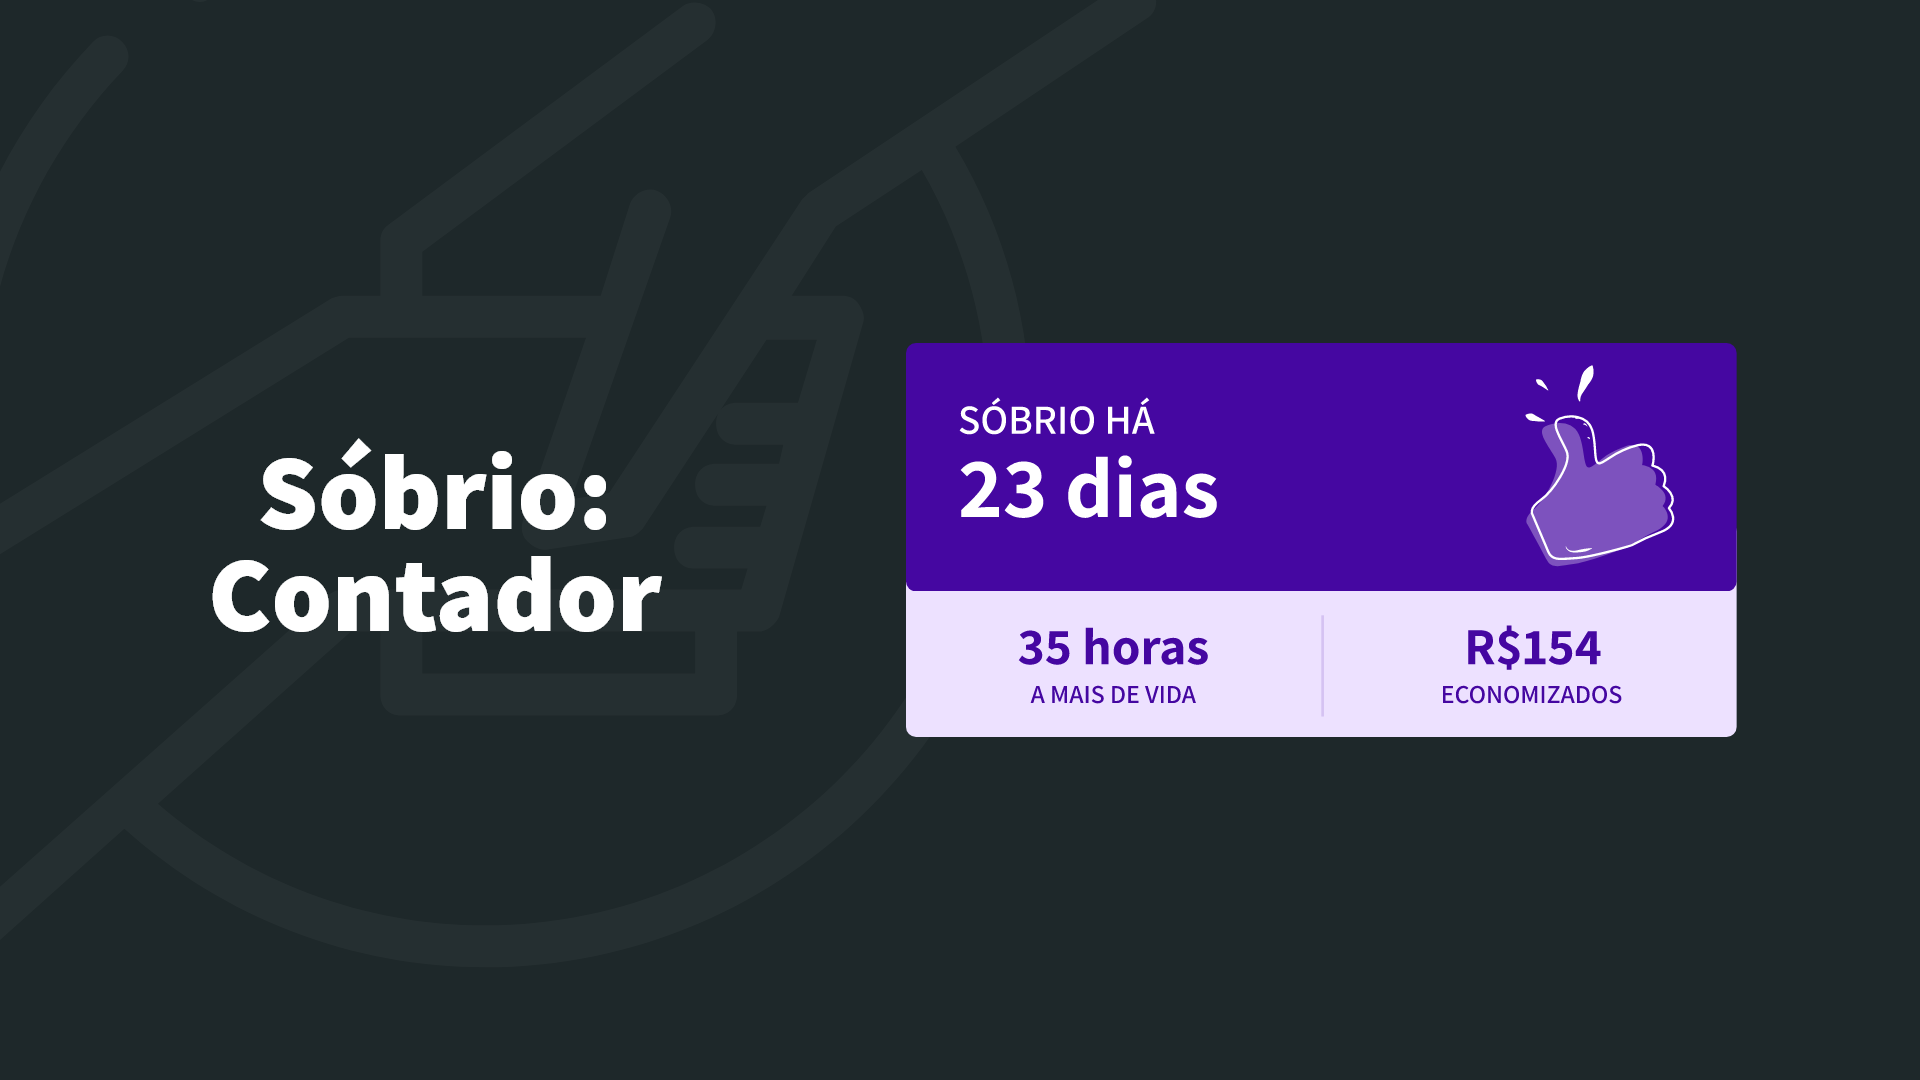 Sóbrio:
Contador
SÓBRIO HÁ
23 dias
35 horas
A MAIS DE VIDA
R$154
ECONOMIZADOS